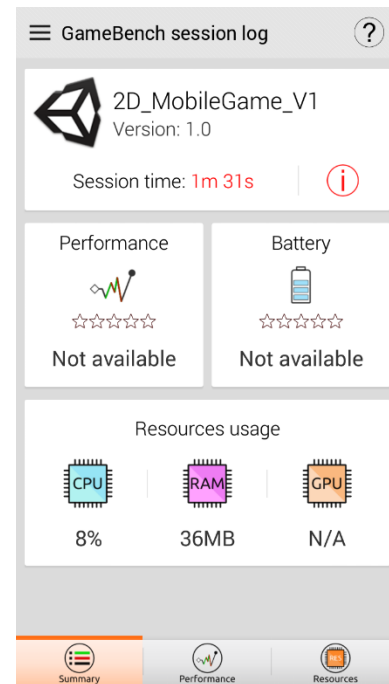 GameBench session log
?
2D_MobileGame_V1
Version: 1.0
Session time: 1m 31s
i
Performance
Battery
Not available
Not available
Resources usage
CPU
RAM
GPU
8%
36MB
N/A
Summary
Performance
RES
Resources